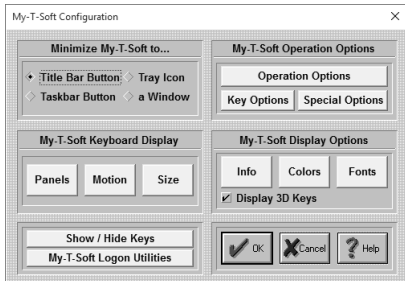 My-T-Soft Configuration
Minimize My-T-Soft to...
Title Bar Button
Tray Icon
Taskbar Button
a Window
My-T-Soft Operation Options
Operation Options
Key Options
Special Options
My-T-Soft Keyboard Display
Panels
Motion
Size
My-T-Soft Display Options
Info
Colors
Fonts
Display 3D Keys
Show / Hide Keys
My-T-Soft Logon Utilities
OK
Cancel
Help